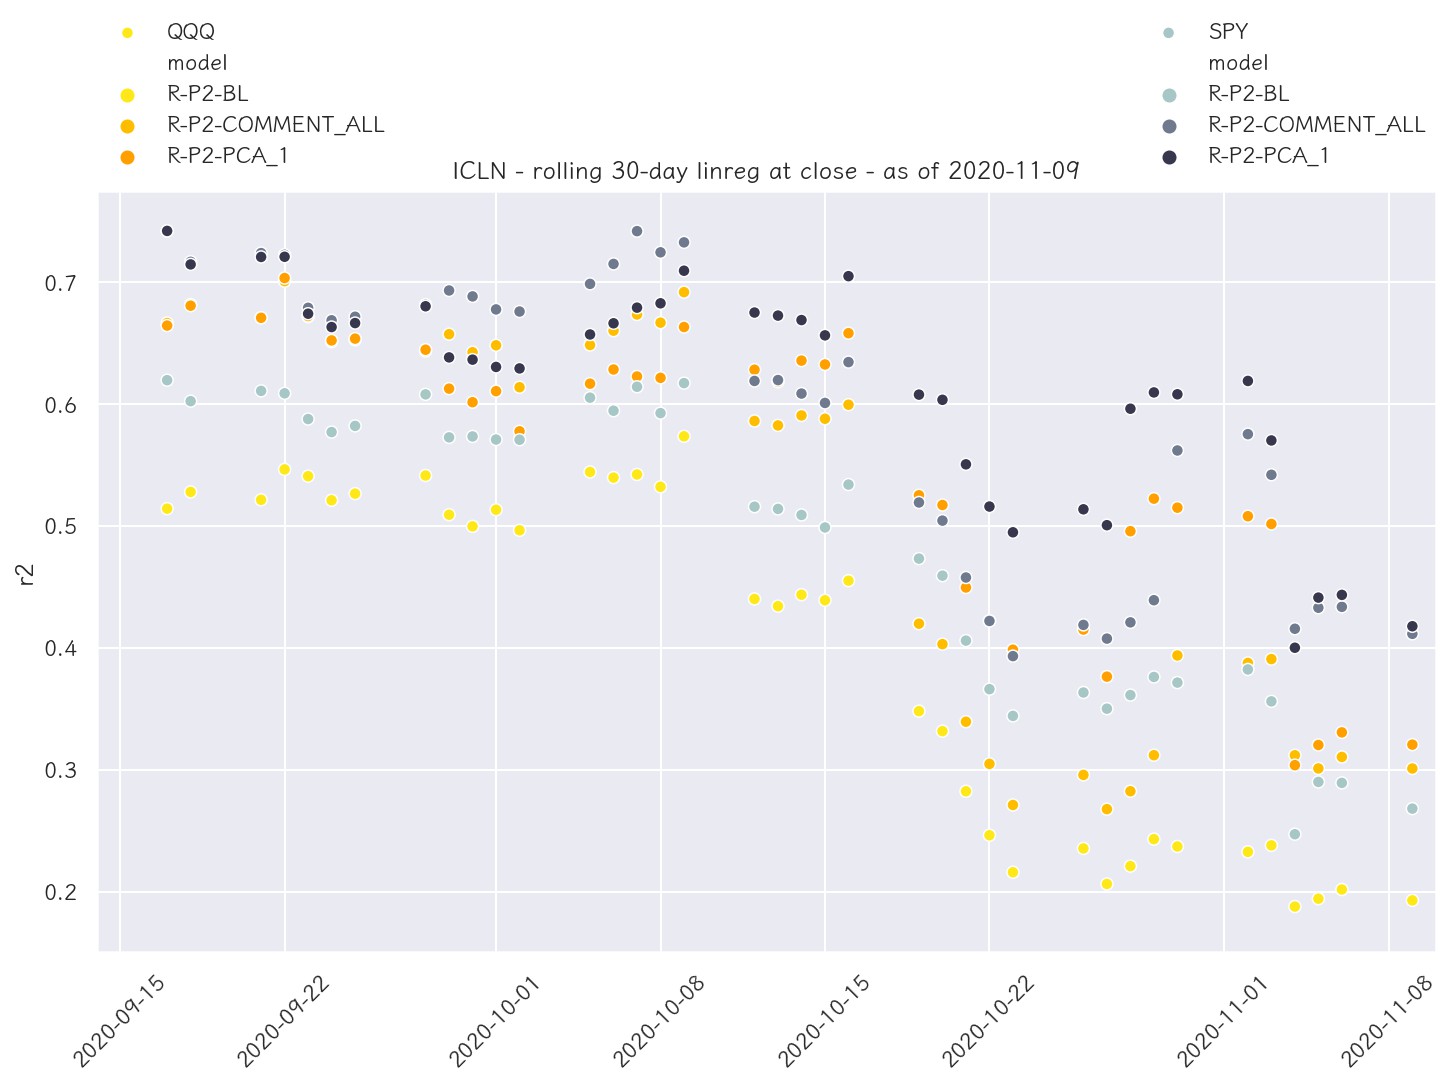 QQQ
model
R-P2-BL
R-P2-COMMENT_ALL
R-P2-PCA_1
SPY
model
R-P2-BL
R-P2-COMMENT_ALL
R-P2-PCA_1
ICLN - rolling 30-day linreg at close - as of 2020-11-09
r2
0.7
0.6
0.5
0.4
0.3
0.2
2020-09-15
2020-09-22
2020-10-01
2020-10-08
2020-10-15
2020-10-22
2020-11-01
2020-11-08